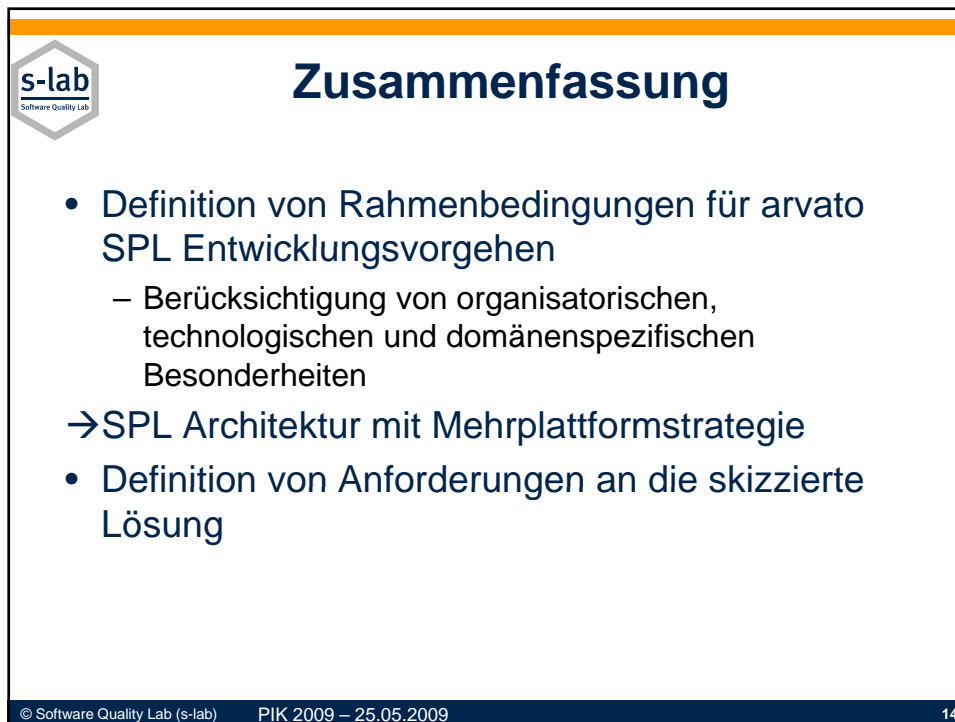 s-lab
Software Quality Lab
Zusammenfassung
• Definition von Rahmenbedingungen für arvato
SPL Entwicklungsvorgehen
– Berücksichtigung von organisatorischen,
technologischen und domänenspezifischen
Besonderheiten
→SPL Architektur mit Mehrplattformstrategie
• Definition von Anforderungen an die skizzierte
Lösung
© Software Quality Lab (s-lab) PIK 2009 – 25.05.2009 14